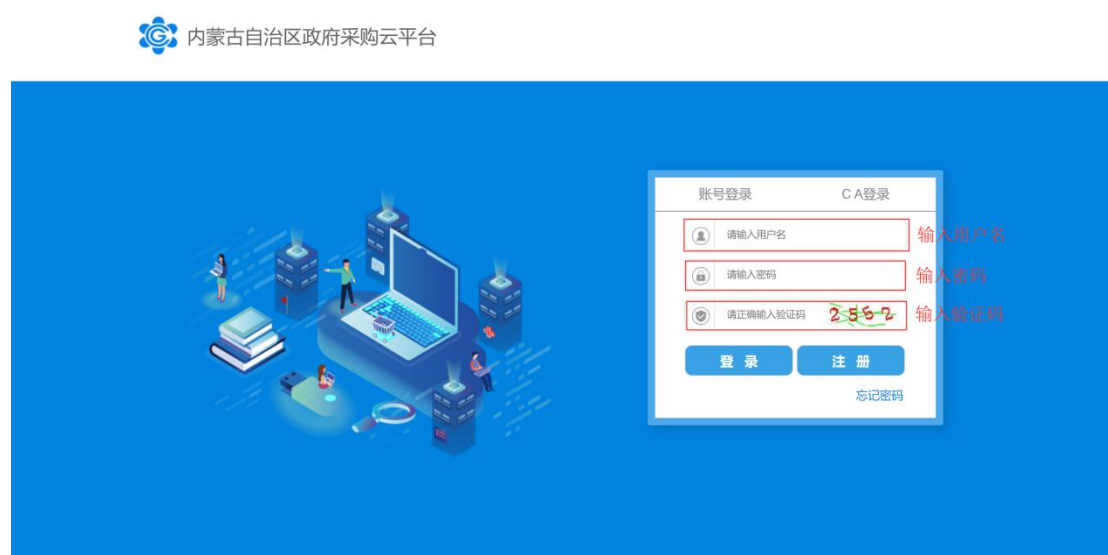 内蒙古自治区政府采购云平台
账号登录 CA登录
请输入用户名 输入用户名
请输入密码 输入密码
请正确输入验证码 2552 输入验证码
登录 注册
忘记密码